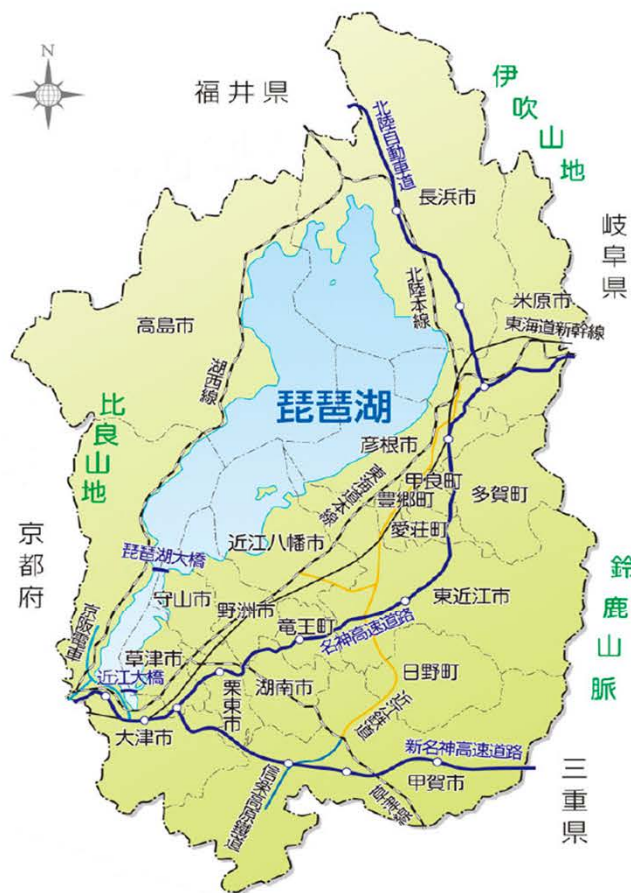 N
福井県
伊吹山地
北陸自動車道
長浜市
岐阜県
北陸本線
米原市
東海道新幹線
高島市
湖西線
琵琶湖
比良山地
彦根市
甲良町
豊郷町
多賀町
東海道本線
愛荘町
京都府
近江八幡市
琵琶湖大橋
鈴鹿山脈
守山市
野洲市
東近江市
京阪電車
竜王町
名神高速道路
草津市
近江大橋
栗東市
湖南市
日野町
近江鉄道
大津市
新名神高速道路
甲賀市
信楽高原鐵道
草津線
三重県